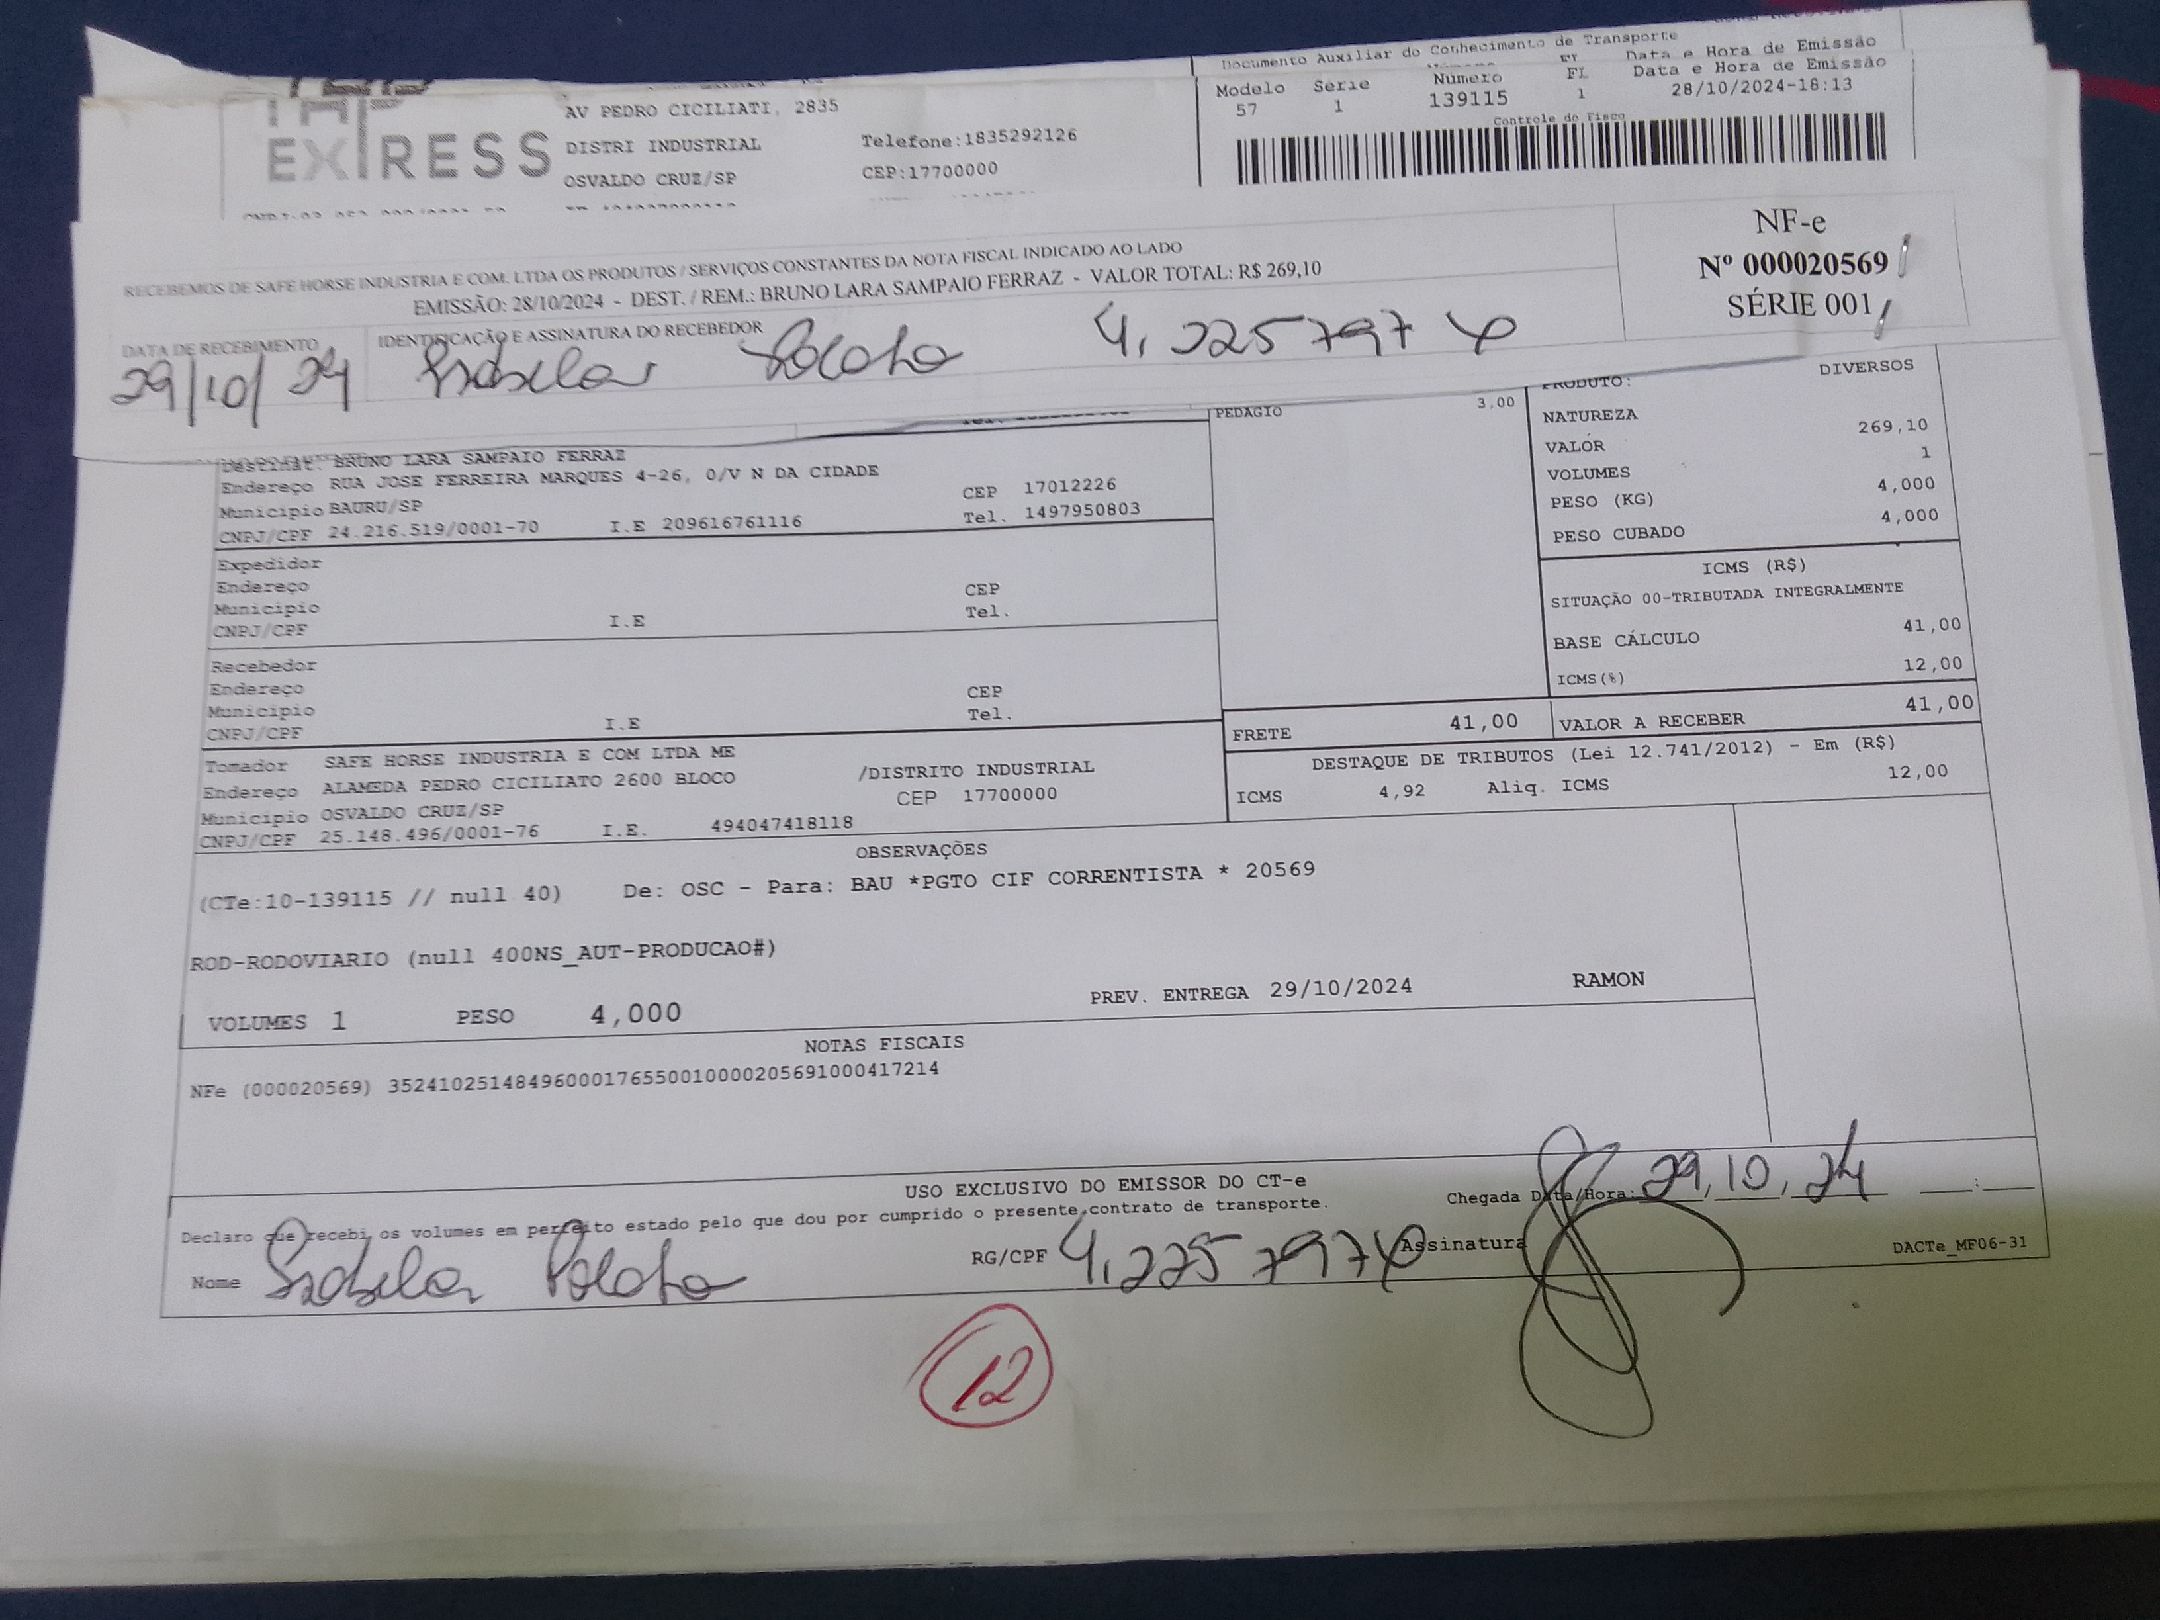 Documento Auxiliar do Conhecimento de Transporte
Data e Hora de Emissão
Modelo Série Número FL Data e Hora de Emissão
57 1 139115 1 28/10/2024-18:13
Controle do Fisco
EXPRESS
AV PEDRO CICILIATI, 2835
DISTRI INDUSTRIAL Telefone:1835292126
OSVALDO CRUZ/SP CEP:17700000
RECEBEMOS DE SAFE HORSE INDUSTRIA E COM. LTDA OS PRODUTOS / SERVIÇOS CONSTANTES DA NOTA FISCAL INDICADO AO LADO
EMISSÃO: 28/10/2024 - DEST. / REM.: BRUNO LARA SAMPAIO FERRAZ - VALOR TOTAL: R$ 269,10
NF-e
Nº 000020569
SÉRIE 001
DATA DE RECEBIMENTO IDENTIFICAÇÃO E ASSINATURA DO RECEBEDOR
29/10/24
Destinat. BRUNO LARA SAMPAIO FERRAZ
Endereço RUA JOSE FERREIRA MARQUES 4-26, 0/V N DA CIDADE
Município BAURU/SP CEP 17012226
CNPJ/CPF 24.216.519/0001-70 I.E 209616761116 Tel. 1497950803
Expedidor
Endereço CEP
Município Tel.
CNPJ/CPF I.E
Recebedor
Endereço CEP
Município Tel.
CNPJ/CPF I.E
Tomador SAFE HORSE INDUSTRIA E COM LTDA ME
Endereço ALAMEDA PEDRO CICILIATO 2600 BLOCO /DISTRITO INDUSTRIAL
Município OSVALDO CRUZ/SP CEP 17700000
CNPJ/CPF 25.148.496/0001-76 I.E. 494047418118
PEDAGIO 3,00
PRODUTO: DIVERSOS
NATUREZA
VALOR 269,10
VOLUMES 1
PESO (KG) 4,000
PESO CUBADO 4,000
ICMS (R$)
SITUAÇÃO 00-TRIBUTADA INTEGRALMENTE
BASE CÁLCULO 41,00
ICMS(%) 12,00
FRETE 41,00 VALOR A RECEBER 41,00
DESTAQUE DE TRIBUTOS (Lei 12.741/2012) - Em (R$)
ICMS 4,92 Aliq. ICMS 12,00
OBSERVAÇÕES
(CTe:10-139115 // null 40) De: OSC - Para: BAU *PGTO CIF CORRENTISTA * 20569
ROD-RODOVIARIO (null 400NS_AUT-PRODUCAO#)
VOLUMES 1 PESO 4,000 PREV. ENTREGA 29/10/2024 RAMON
NOTAS FISCAIS
NFe (000020569) 35241025148496000176550010000205691000417214
USO EXCLUSIVO DO EMISSOR DO CT-e
Declaro que recebi os volumes em perfeito estado pelo que dou por cumprido o presente contrato de transporte.
Chegada Data/Hora: 29,10,24 __:__
Nome RG/CPF Assinatura DACTe_MF06-31
12